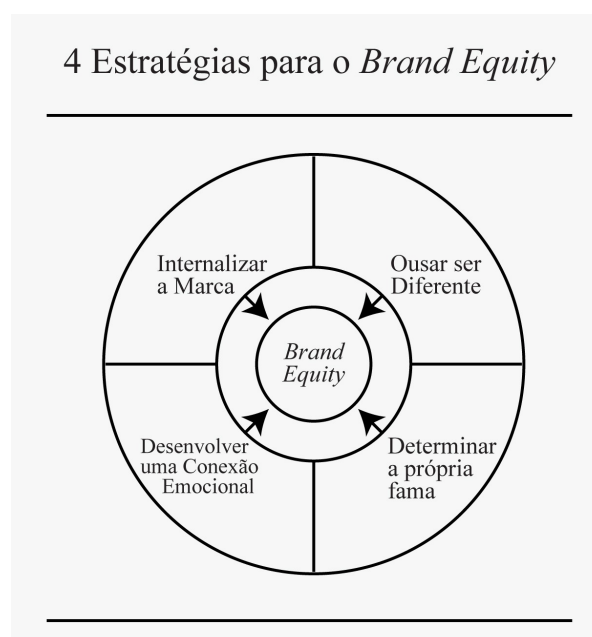 4 Estratégias para o Brand Equity
Internalizar
a Marca
Ousar ser
Diferente
Brand
Equity
Desenvolver
uma Conexão
Emocional
Determinar
a própria
fama